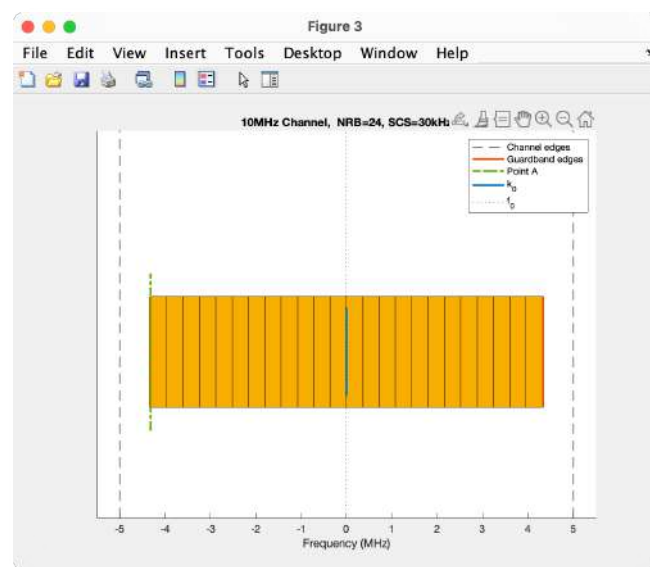 Figure 3
File Edit View Insert Tools Desktop Window Help
10MHz Channel, NRB=24, SCS=30kHz
Channel edges
Guardband edges
Point A
k0
f0
-5 -4 -3 -2 -1 0 1 2 3 4 5
Frequency (MHz)